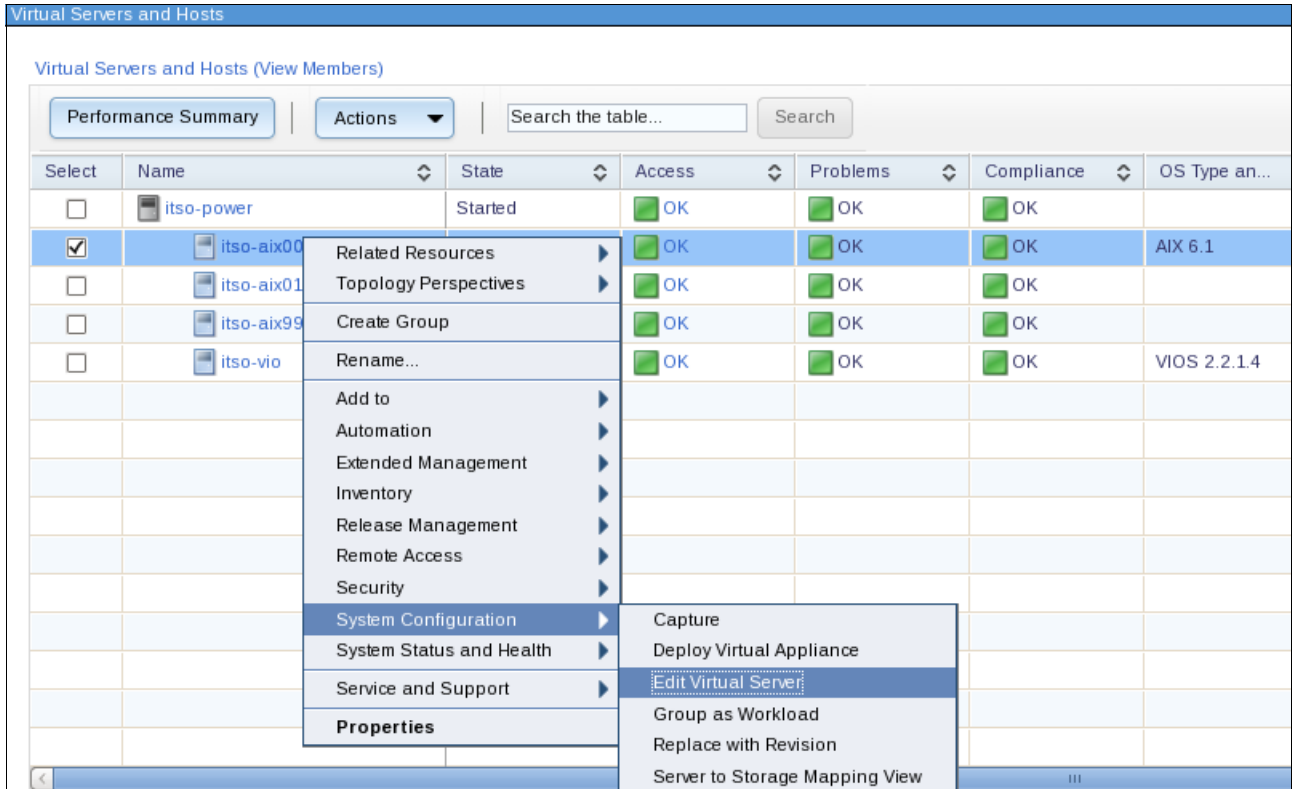 Virtual Servers and Hosts
Virtual Servers and Hosts (View Members)
Performance Summary | Actions | Search the table... Search
Select Name State Access Problems Compliance OS Type an...
itso-power Started OK OK OK
itso-aix00 OK OK OK AIX 6.1
itso-aix01 OK OK OK
itso-aix99 OK OK OK
itso-vio OK OK OK VIOS 2.2.1.4
Related Resources
Topology Perspectives
Create Group
Rename...
Add to
Automation
Extended Management
Inventory
Release Management
Remote Access
Security
System Configuration
System Status and Health
Service and Support
Properties
Capture
Deploy Virtual Appliance
Edit Virtual Server
Group as Workload
Replace with Revision
Server to Storage Mapping View